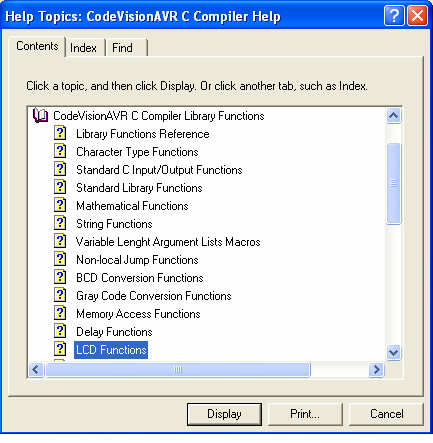 Help Topics: CodeVisionAVR C Compiler Help
Contents Index Find
Click a topic, and then click Display. Or click another tab, such as Index.
CodeVisionAVR C Compiler Library Functions
Library Functions Reference
Character Type Functions
Standard C Input/Output Functions
Standard Library Functions
Mathematical Functions
String Functions
Variable Lenght Argument Lists Macros
Non-local Jump Functions
BCD Conversion Functions
Gray Code Conversion Functions
Memory Access Functions
Delay Functions
LCD Functions
Display Print... Cancel